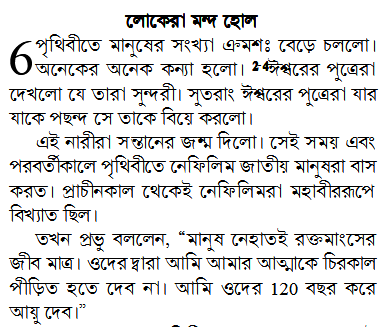 লোকেরা মন্দ হোল
6 পৃথিবীতে মানুষের সংখ্যা ক্রমশঃ বেড়ে চললো।
অনেকের অনেক কন্যা হলো। 2-4ঈশ্বরের পুত্রেরা
দেখলো যে তারা সুন্দরী। সুতরাং ঈশ্বরের পুত্রেরা যার
যাকে পছন্দ সে তাকে বিয়ে করলো।
এই নারীরা সন্তানের জন্ম দিলো। সেই সময় এবং
পরবর্তীকালে পৃথিবীতে নেফিলিম জাতীয় মানুষরা বাস
করত। প্রাচীনকাল থেকেই নেফিলিমরা মহাবীররূপে
বিখ্যাত ছিল।
তখন প্রভু বললেন, “মানুষ নেহাতই রক্তমাংসের
জীব মাত্র। ওদের দ্বারা আমি আমার আত্মাকে চিরকাল
পীড়িত হতে দেব না। আমি ওদের 120 বছর করে
আয়ু দেব।”